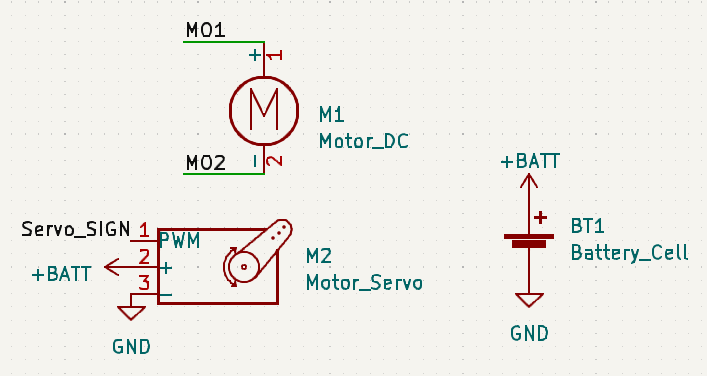 MO1
+
1
M
M1
Motor_DC
MO2
-
2
Servo_SIGN
1
PWM
+BATT
2
+
3
-
GND
M2
Motor_Servo
+BATT
+
BT1
Battery_Cell
GND